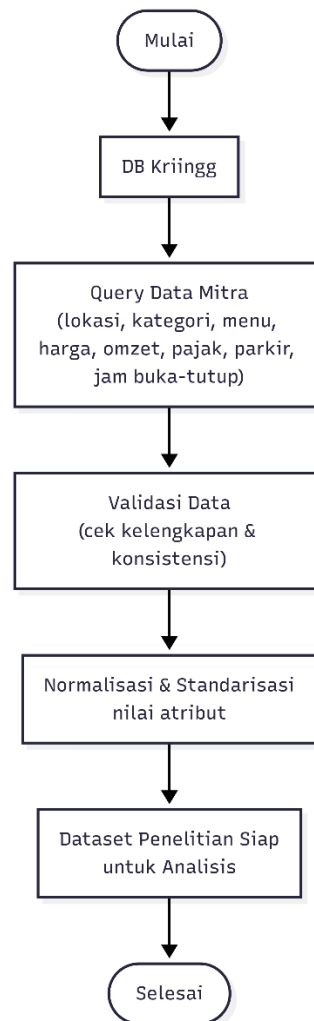 Mulai
DB Kriingg
Query Data Mitra
(lokasi, kategori, menu,
harga, omzet, pajak, parkir,
jam buka-tutup)
Validasi Data
(cek kelengkapan &
konsistensi)
Normalisasi & Standarisasi
nilai atribut
Dataset Penelitian Siap
untuk Analisis
Selesai